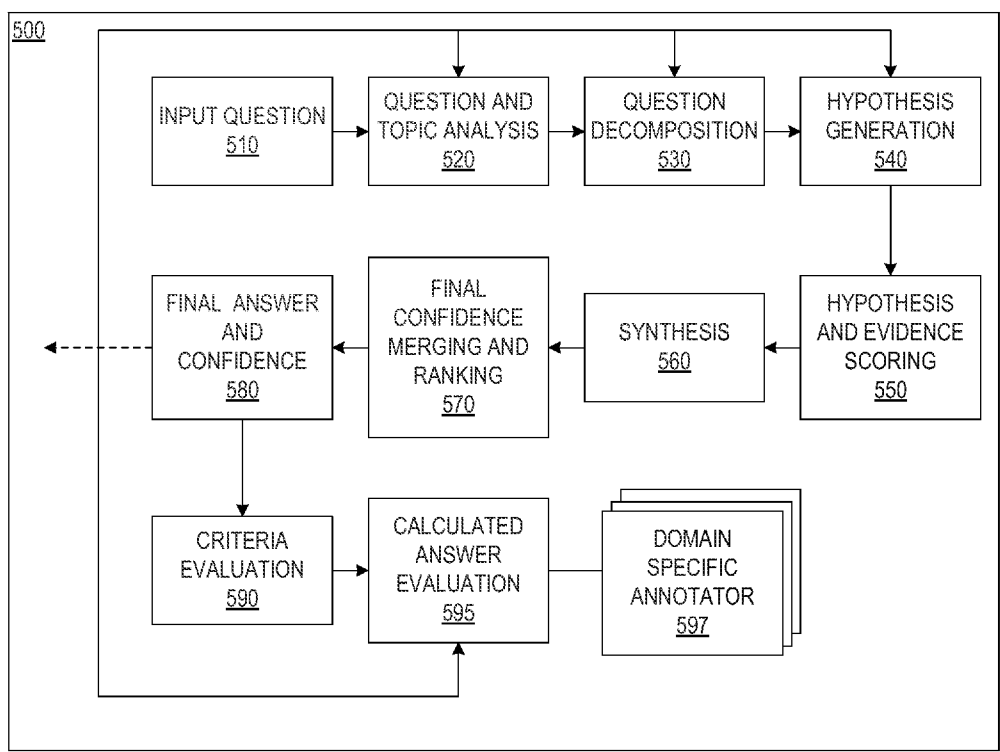 500
INPUT QUESTION
510
QUESTION AND
TOPIC ANALYSIS
520
QUESTION
DECOMPOSITION
530
HYPOTHESIS
GENERATION
540
FINAL ANSWER
AND
CONFIDENCE
580
FINAL
CONFIDENCE
MERGING AND
RANKING
570
SYNTHESIS
560
HYPOTHESIS
AND EVIDENCE
SCORING
550
CRITERIA
EVALUATION
590
CALCULATED
ANSWER
EVALUATION
595
DOMAIN
SPECIFIC
ANNOTATOR
597